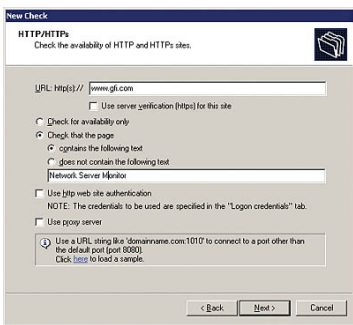 New Check
HTTP/HTTPs
Check the availability of HTTP and HTTPs sites.
URL: http(s):// www.gfi.com
Use server verification (https) for this site
Check for availability only
Check that the page
contains the following text
does not contain the following text
Network Server Monitor
Use http web site authentication
NOTE: The credentials to be used are specified in the "Logon credentials" tab.
Use proxy server
Use a URL string like 'domainname.com:1010' to connect to a port other than
the default port (port 8080).
Click here to load a sample.
< Back Next > Cancel